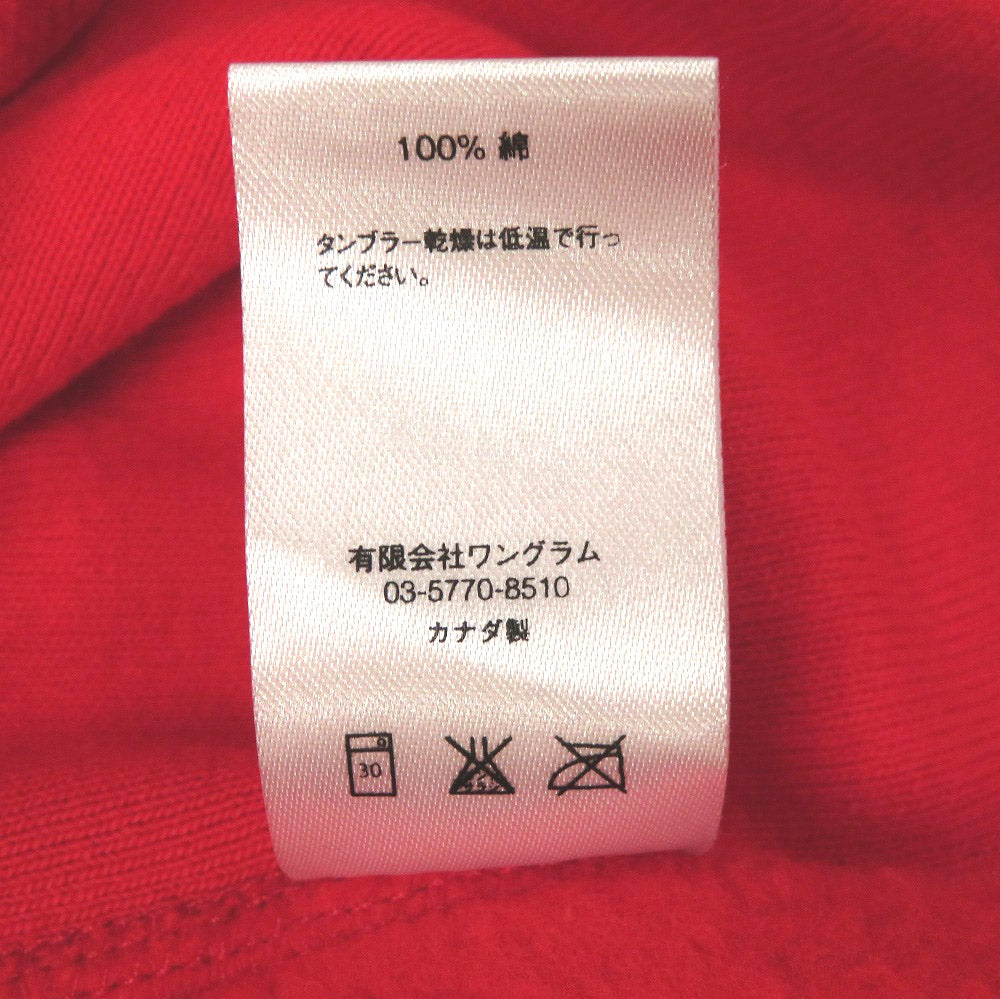 100% 綿
タンブラー乾燥は低温で行っ
てください。
有限会社ワングラム
03-5770-8510
カナダ製
30